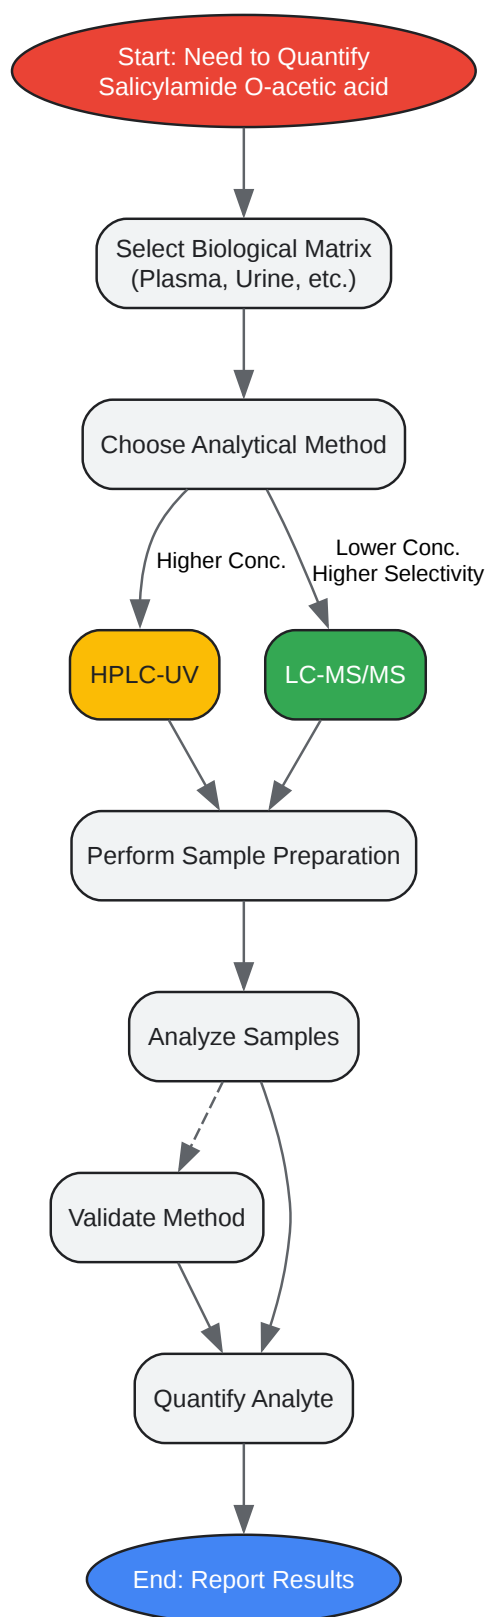 Start: Need to Quantify
Salicylamide O-acetic acid
Select Biological Matrix
(Plasma, Urine, etc.)
Choose Analytical Method
Higher Conc.
Lower Conc.
Higher Selectivity
HPLC-UV
LC-MS/MS
Perform Sample Preparation
Analyze Samples
Validate Method
Quantify Analyte
End: Report Results